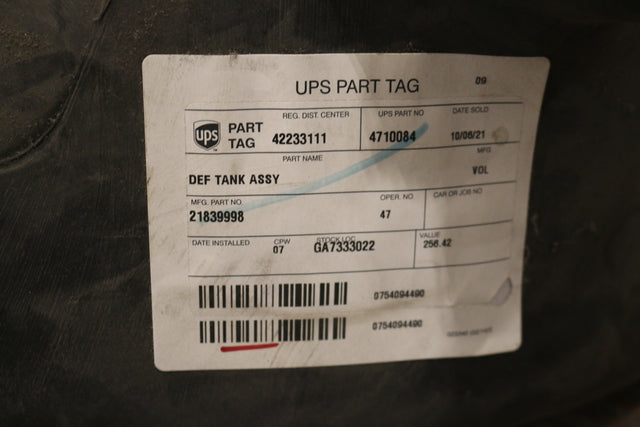 UPS PART TAG
09
ups
PART TAG
REG. DIST. CENTER
42233111
UPS PART NO
4710084
DATE SOLD
10/06/21
PART NAME
DEF TANK ASSY
MFG
VOL
MFG. PART NO.
21839998
OPER. NO
47
CAR OR JOB NO
DATE INSTALLED
CPW
07
STOCK LOC
GA7333022
VALUE
256.42
0754094490
0754094490